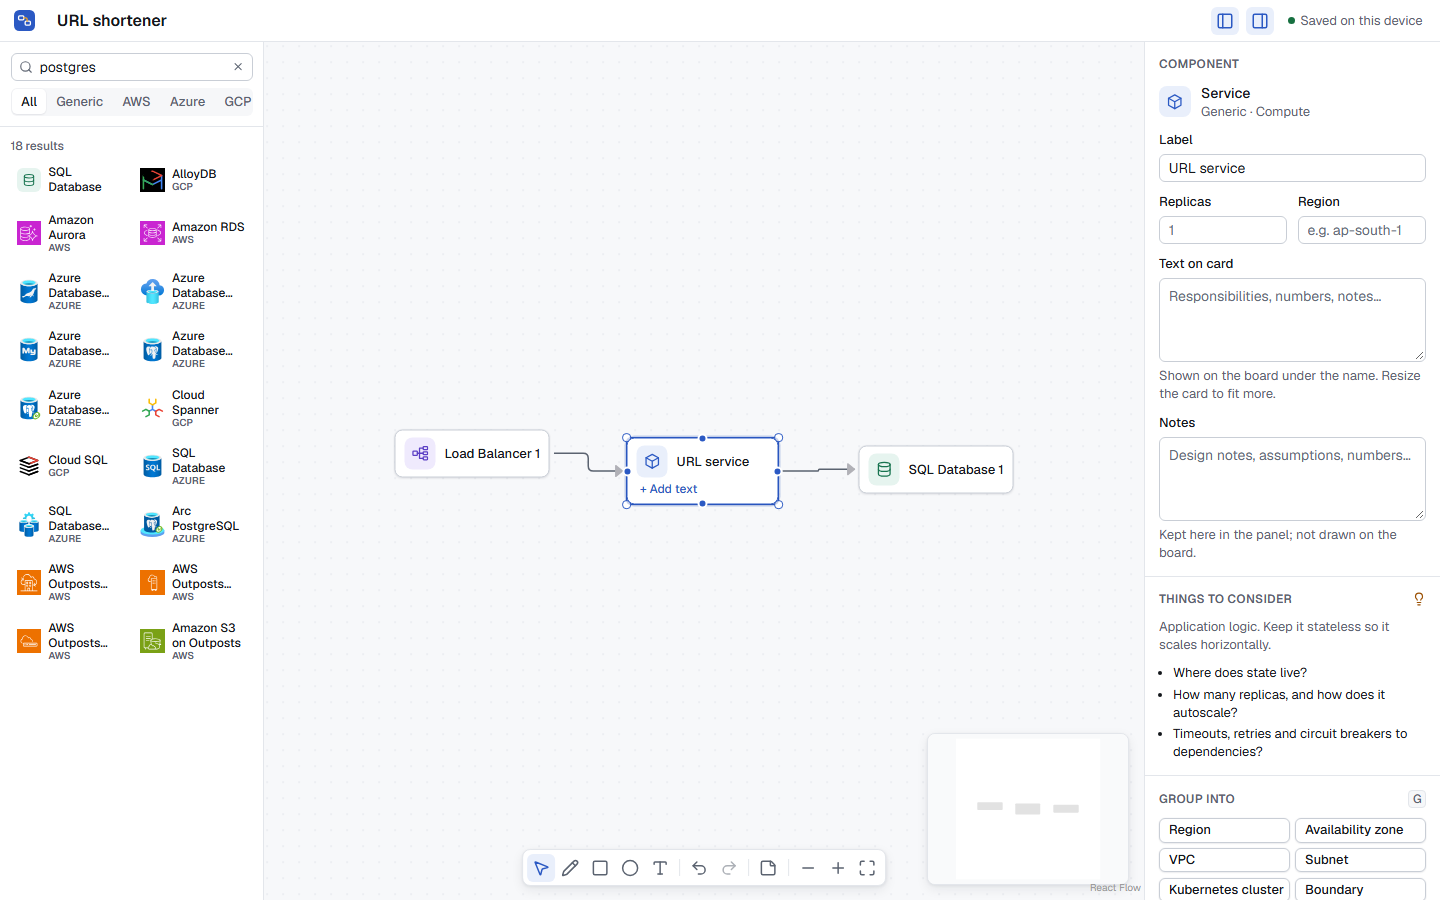 URL shortener
Saved on this device
postgres
All Generic AWS Azure GCP
18 results
SQL
Database
AlloyDB
GCP
Amazon
Aurora
AWS
Amazon RDS
AWS
Azure
Database...
AZURE
Azure
Database...
AZURE
Azure
Database...
AZURE
Azure
Database...
AZURE
Azure
Database...
AZURE
Cloud
Spanner
GCP
Cloud SQL
GCP
SQL
Database
AZURE
SQL
Database...
AZURE
Arc
PostgreSQL
AZURE
AWS
Outposts...
AWS
AWS
Outposts...
AWS
AWS
Outposts...
AWS
Amazon S3
on Outposts
AWS
Load Balancer 1
URL service
+ Add text
SQL Database 1
React Flow
COMPONENT
Service
Generic · Compute
Label
URL service
Replicas
Region
1
e.g. ap-south-1
Text on card
Responsibilities, numbers, notes...
Shown on the board under the name. Resize
the card to fit more.
Notes
Design notes, assumptions, numbers...
Kept here in the panel; not drawn on the
board.
THINGS TO CONSIDER
Application logic. Keep it stateless so it
scales horizontally.
• Where does state live?
• How many replicas, and how does it
autoscale?
• Timeouts, retries and circuit breakers to
dependencies?
GROUP INTO
G
Region
Availability zone
VPC
Subnet
Kubernetes cluster
Boundary